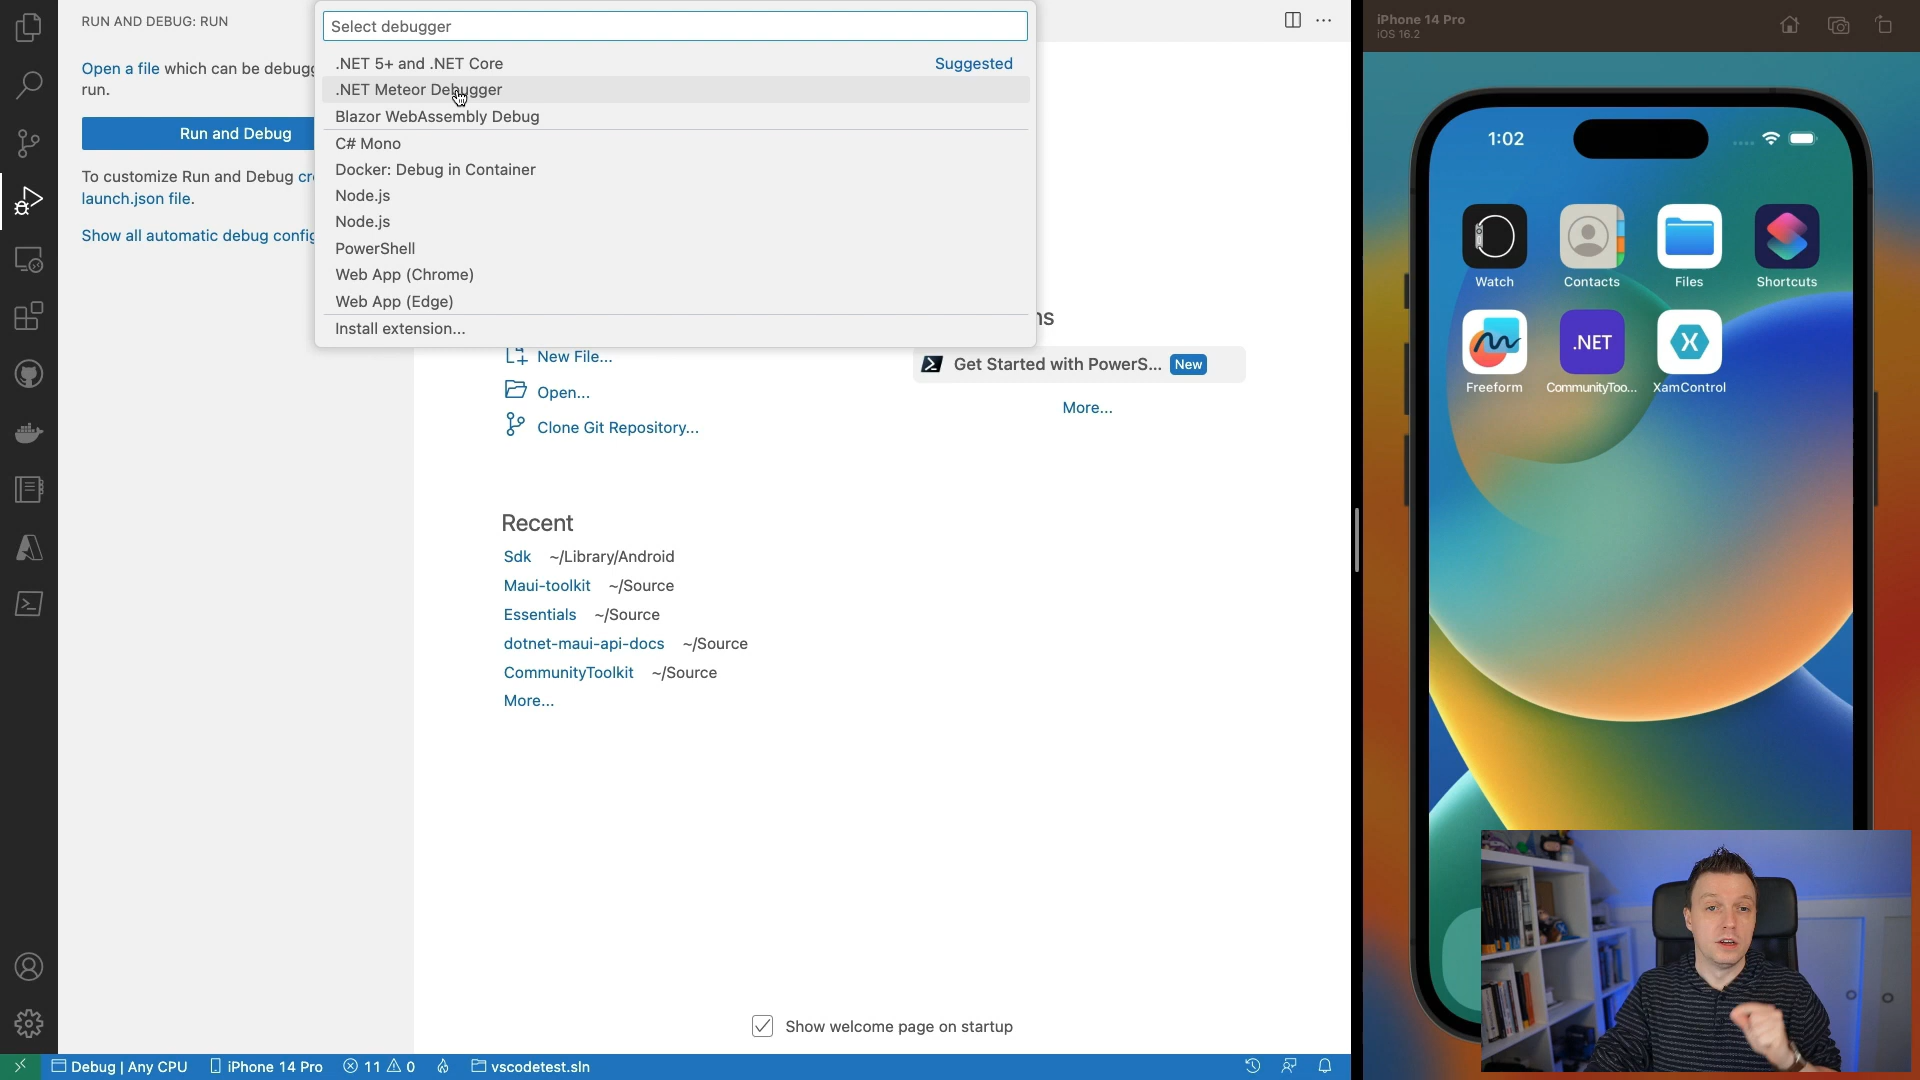 RUN AND DEBUG: RUN
Open a file which can be debugg
run.
Run and Debug
To customize Run and Debug cre
launch.json file.
Show all automatic debug config
Select debugger
.NET 5+ and .NET Core
Suggested
.NET Meteor Debugger
Blazor WebAssembly Debug
C# Mono
Docker: Debug in Container
Node.js
Node.js
PowerShell
Web App (Chrome)
Web App (Edge)
Install extension...
New File...
Open...
Clone Git Repository...
ns
Get Started with PowerS... New
More...
Recent
Sdk ~/Library/Android
Maui-toolkit ~/Source
Essentials ~/Source
dotnet-maui-api-docs ~/Source
CommunityToolkit ~/Source
More...
Show welcome page on startup
Debug | Any CPU
iPhone 14 Pro
11
0
vscodetest.sln
iPhone 14 Pro
iOS 16.2
1:02
Watch
Contacts
Files
Shortcuts
.NET
Freeform
CommunityToo...
XamControl